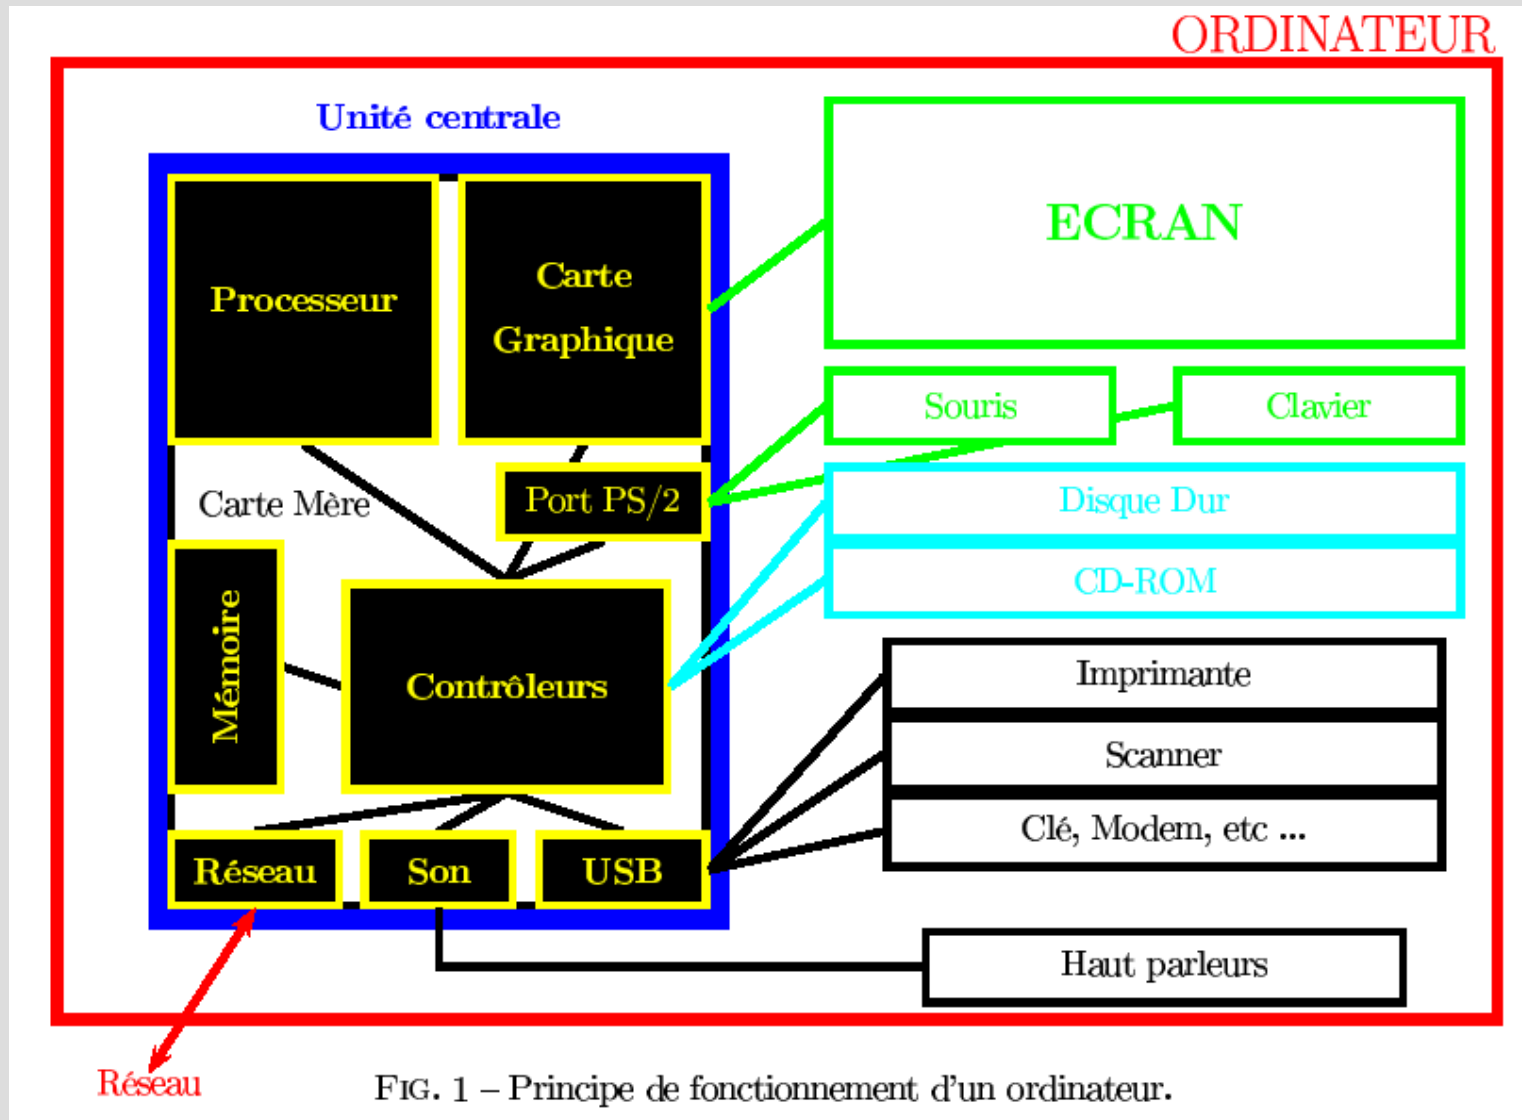 ORDINATEUR
Unité centrale
Processeur
Carte
Graphique
ECRAN
Souris
Clavier
Carte Mère
Port PS/2
Disque Dur
CD-ROM
Mémoire
Contrôleurs
Imprimante
Scanner
Clé, Modem, etc ...
Réseau
Son
USB
Haut parleurs
Réseau
FIG. 1 – Principe de fonctionnement d'un ordinateur.